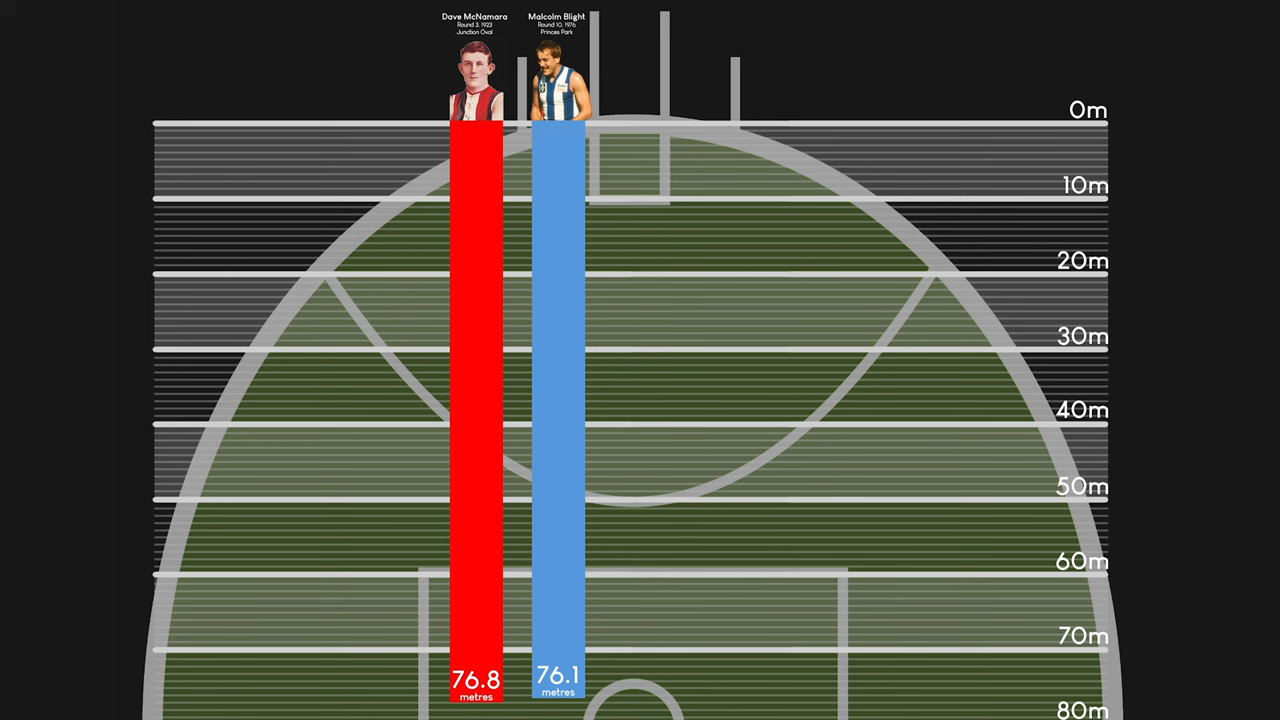 Dave McNamara
Round 3, 1923
Junction Oval
Malcolm Blight
Round 10, 1976
Princes Park
0m
10m
20m
30m
40m
50m
60m
70m
80m
76.8
metres
76.1
metres